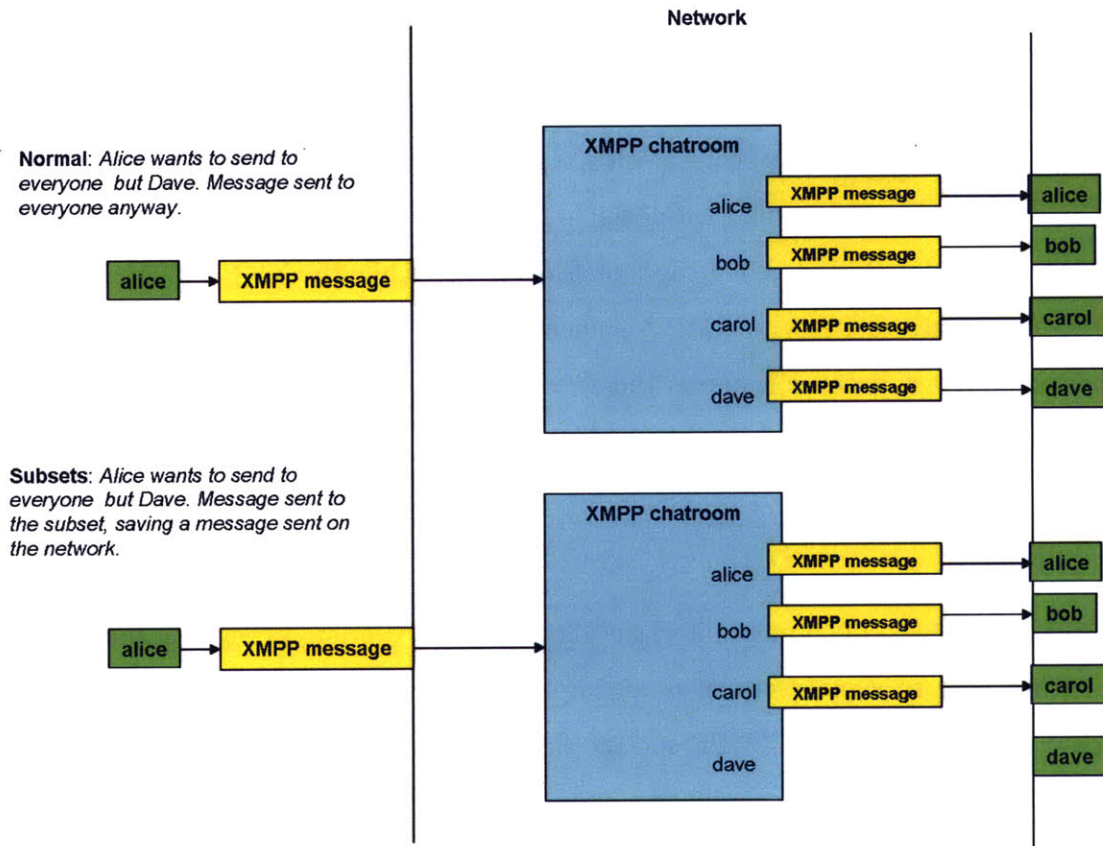 Network
Normal: Alice wants to send to
everyone but Dave. Message sent to
everyone anyway.
alice
XMPP message
XMPP chatroom
alice
XMPP message
alice
bob
XMPP message
bob
carol
XMPP message
carol
dave
XMPP message
dave
Subsets: Alice wants to send to
everyone but Dave. Message sent to
the subset, saving a message sent on
the network.
alice
XMPP message
XMPP chatroom
alice
XMPP message
alice
bob
XMPP message
bob
carol
XMPP message
carol
dave
dave